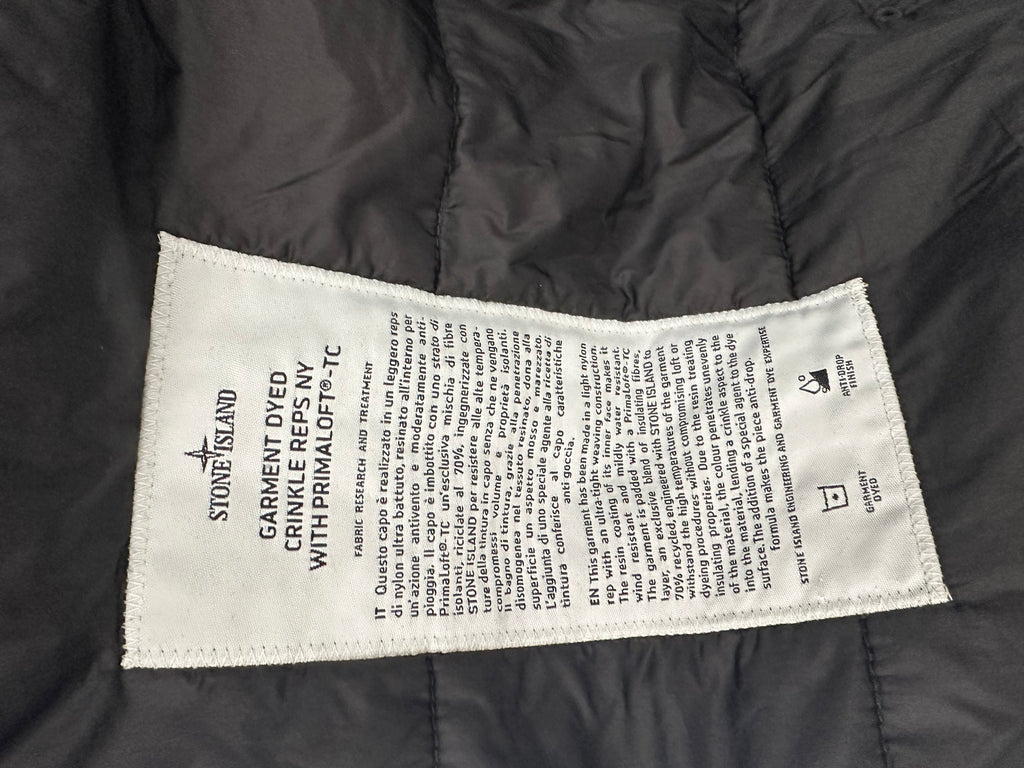 STONE ISLAND
GARMENT DYED
CRINKLE REPS NY
WITH PRIMALOFT®-TC
FABRIC RESEARCH AND TREATMENT
IT Questo capo è realizzato in un leggero reps
di nylon ultra battuto, resinato all'interno per
un'azione antivento e moderatamente anti-
pioggia. Il capo è imbottito con uno strato di
PrimaLoft®-TC un'esclusiva mischia di fibre
isolanti, riciclate al 70%, ingegnerizzate con
STONE ISLAND per resistere alle alte tempera-
ture della tintura in capo senza che ne vengano
compromessi volume e proprietà isolanti.
Il bagno di tintura, grazie alla penetrazione
disomogenea nel tessuto resinato, dona alla
superficie un aspetto mosso e marezzato.
L'aggiunta di uno speciale agente alla ricetta di
tintura conferisce al capo caratteristiche
anti goccia.
EN This garment has been made in a light nylon
rep with an ultra-tight weaving construction.
The resin coating of its inner face makes it
wind resistant and mildly water resistant.
The garment is padded with a PrimaLoft®-TC
layer, an exclusive blend of insulating fibres,
70% recycled, engineered with STONE ISLAND to
withstand the high temperatures of the garment
dyeing procedures without compromising loft or
insulating properties. Due to the resin treating
of the material, the colour penetrates unevenly
into the material, lending a crinkle aspect to the
surface. The addition of a special agent to the dye
formula makes the piece anti-drop.
STONE ISLAND ENGINEERING AND GARMENT DYE EXPERTISE
GARMENT
DYED
ANTI-DROP
FINISH